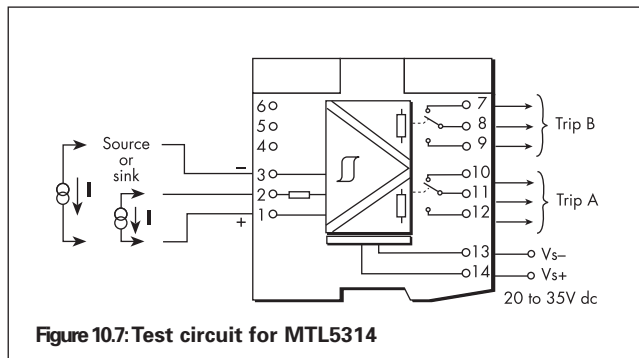 Source
or
sink
I
I
–
+
6
5
4
3
2
1
7
8
9
10
11
12
13
14
Trip B
Trip A
Vs–
Vs+
20 to 35V dc
Figure 10.7: Test circuit for MTL5314